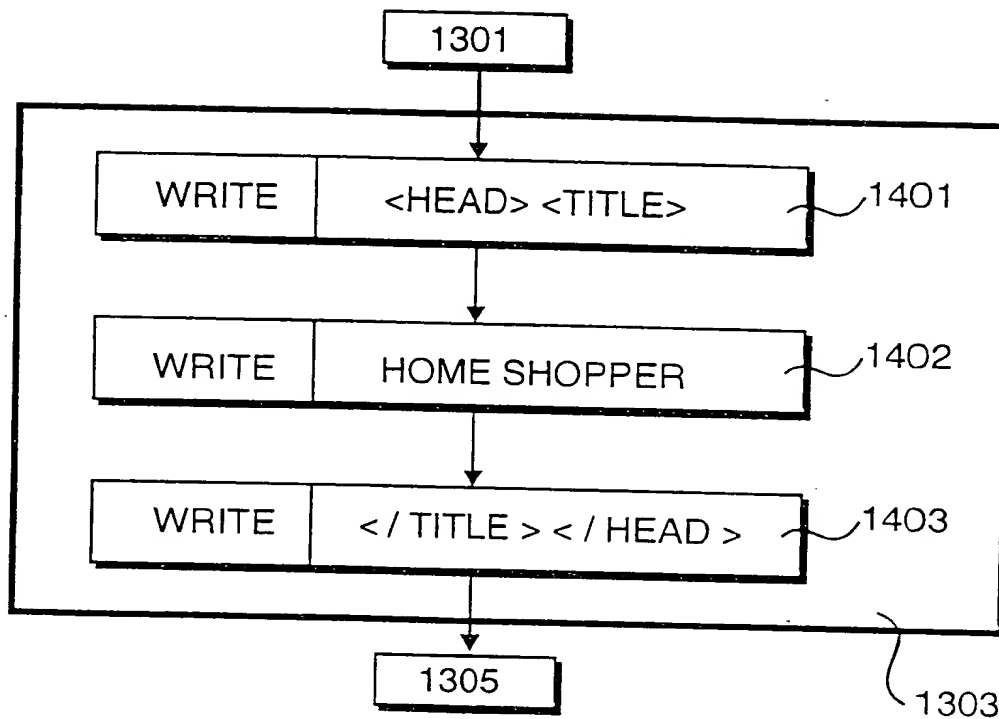 1301
WRITE <HEAD> <TITLE> 1401
WRITE HOME SHOPPER 1402
WRITE < / TITLE > < / HEAD > 1403
1305
1303